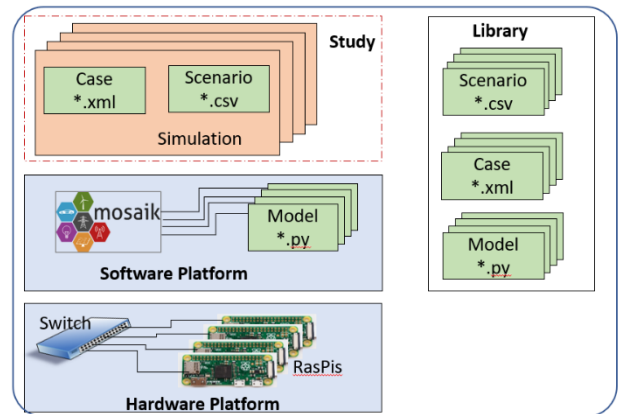 Study
Case
*.xml
Scenario
*.csv
Simulation
mosaik
Model
*.py
Software Platform
Switch
RasPis
Hardware Platform
Library
Scenario
*.csv
Case
*.xml
Model
*.py